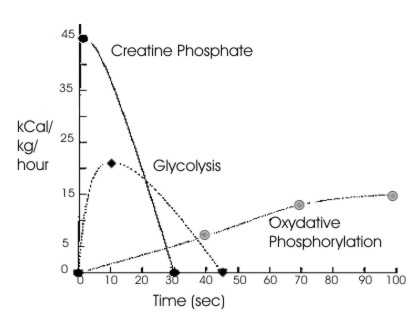 45
Creatine Phosphate
35
kCal/
kg/
hour
25
Glycolysis
15
Oxydative
Phosphorylation
5
0
0 10 20 30 40 50 60 70 80 90 100
Time (sec)